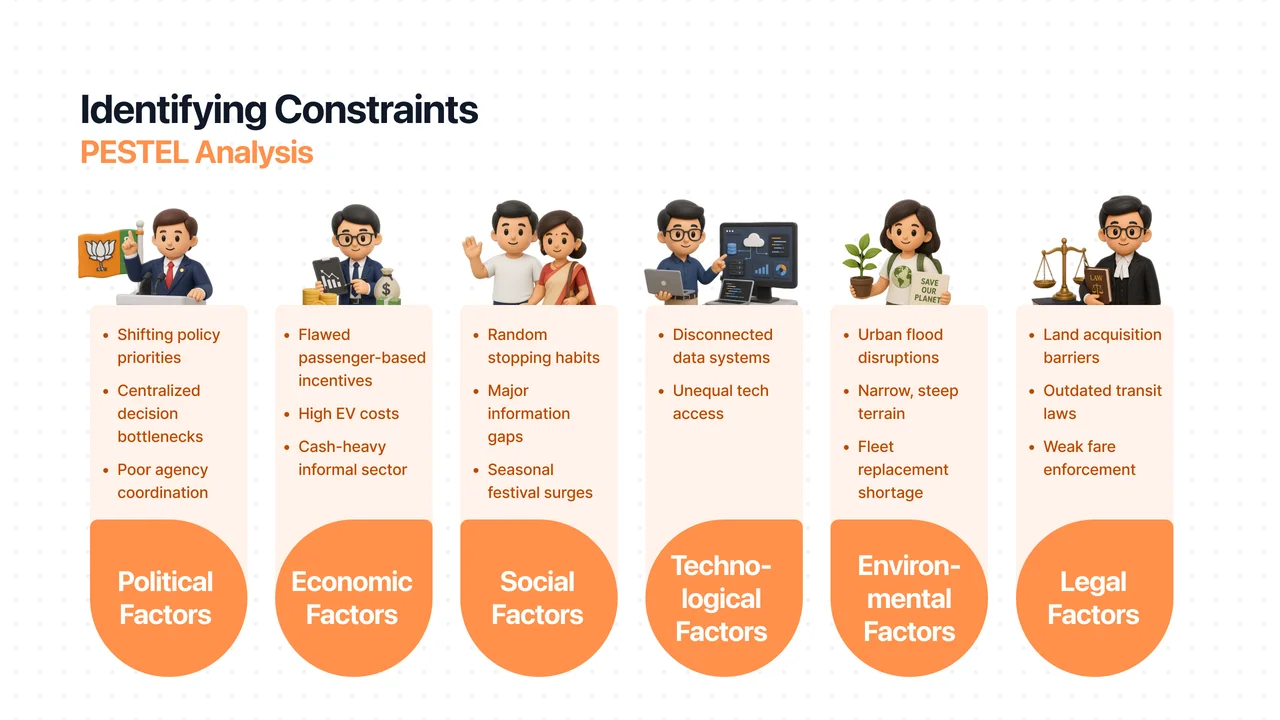 Identifying Constraints
PESTEL Analysis
$
SAVE
OUR
PLANET
LAW
• Shifting policy
priorities
• Centralized
decision
bottlenecks
• Poor agency
coordination
• Flawed
passenger-based
incentives
• High EV costs
• Cash-heavy
informal sector
• Random
stopping habits
• Major
information
gaps
• Seasonal
festival surges
• Disconnected
data systems
• Unequal tech
access
• Urban flood
disruptions
• Narrow, steep
terrain
• Fleet
replacement
shortage
• Land acquisition
barriers
• Outdated transit
laws
• Weak fare
enforcement
Political
Factors
Economic
Factors
Social
Factors
Techno-
logical
Factors
Environ-
mental
Factors
Legal
Factors